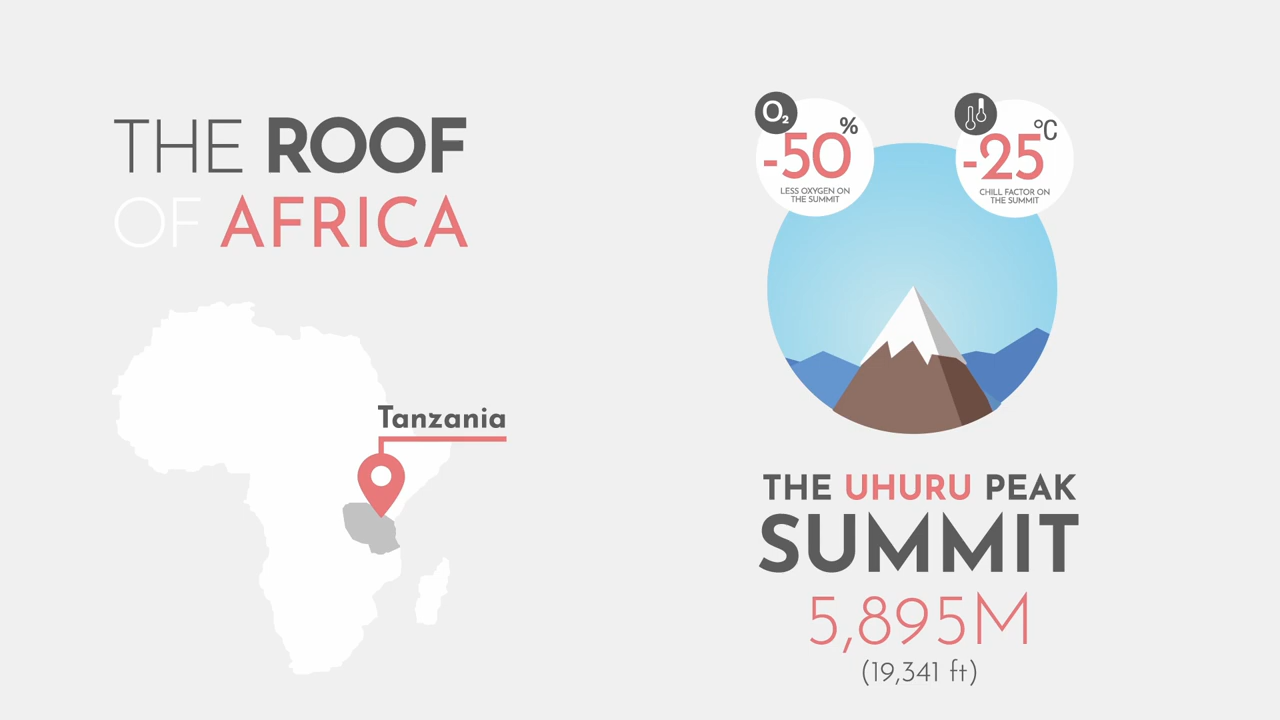 THE ROOF
OF AFRICA
Tanzania
O₂
-50%
LESS OXYGEN ON
THE SUMMIT
-25°C
CHILL FACTOR ON
THE SUMMIT
THE UHURU PEAK
SUMMIT
5,895M
(19,341 ft)